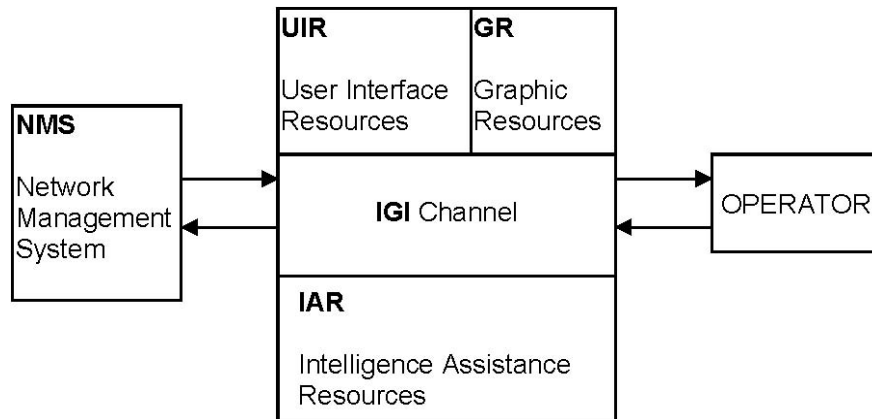 UIR
User Interface
Resources
GR
Graphic
Resources
NMS
Network
Management
System
IGI Channel
OPERATOR
IAR
Intelligence Assistance
Resources